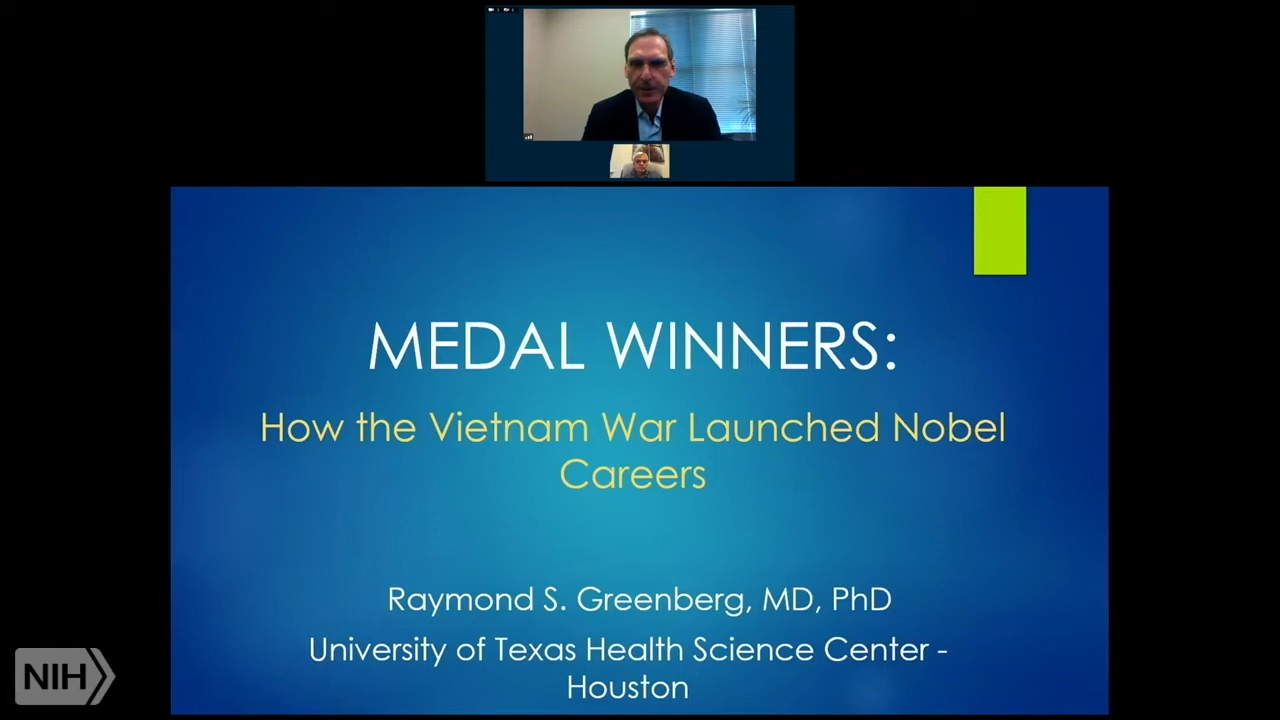 MEDAL WINNERS:
How the Vietnam War Launched Nobel
Careers
Raymond S. Greenberg, MD, PhD
University of Texas Health Science Center -
Houston
NIH